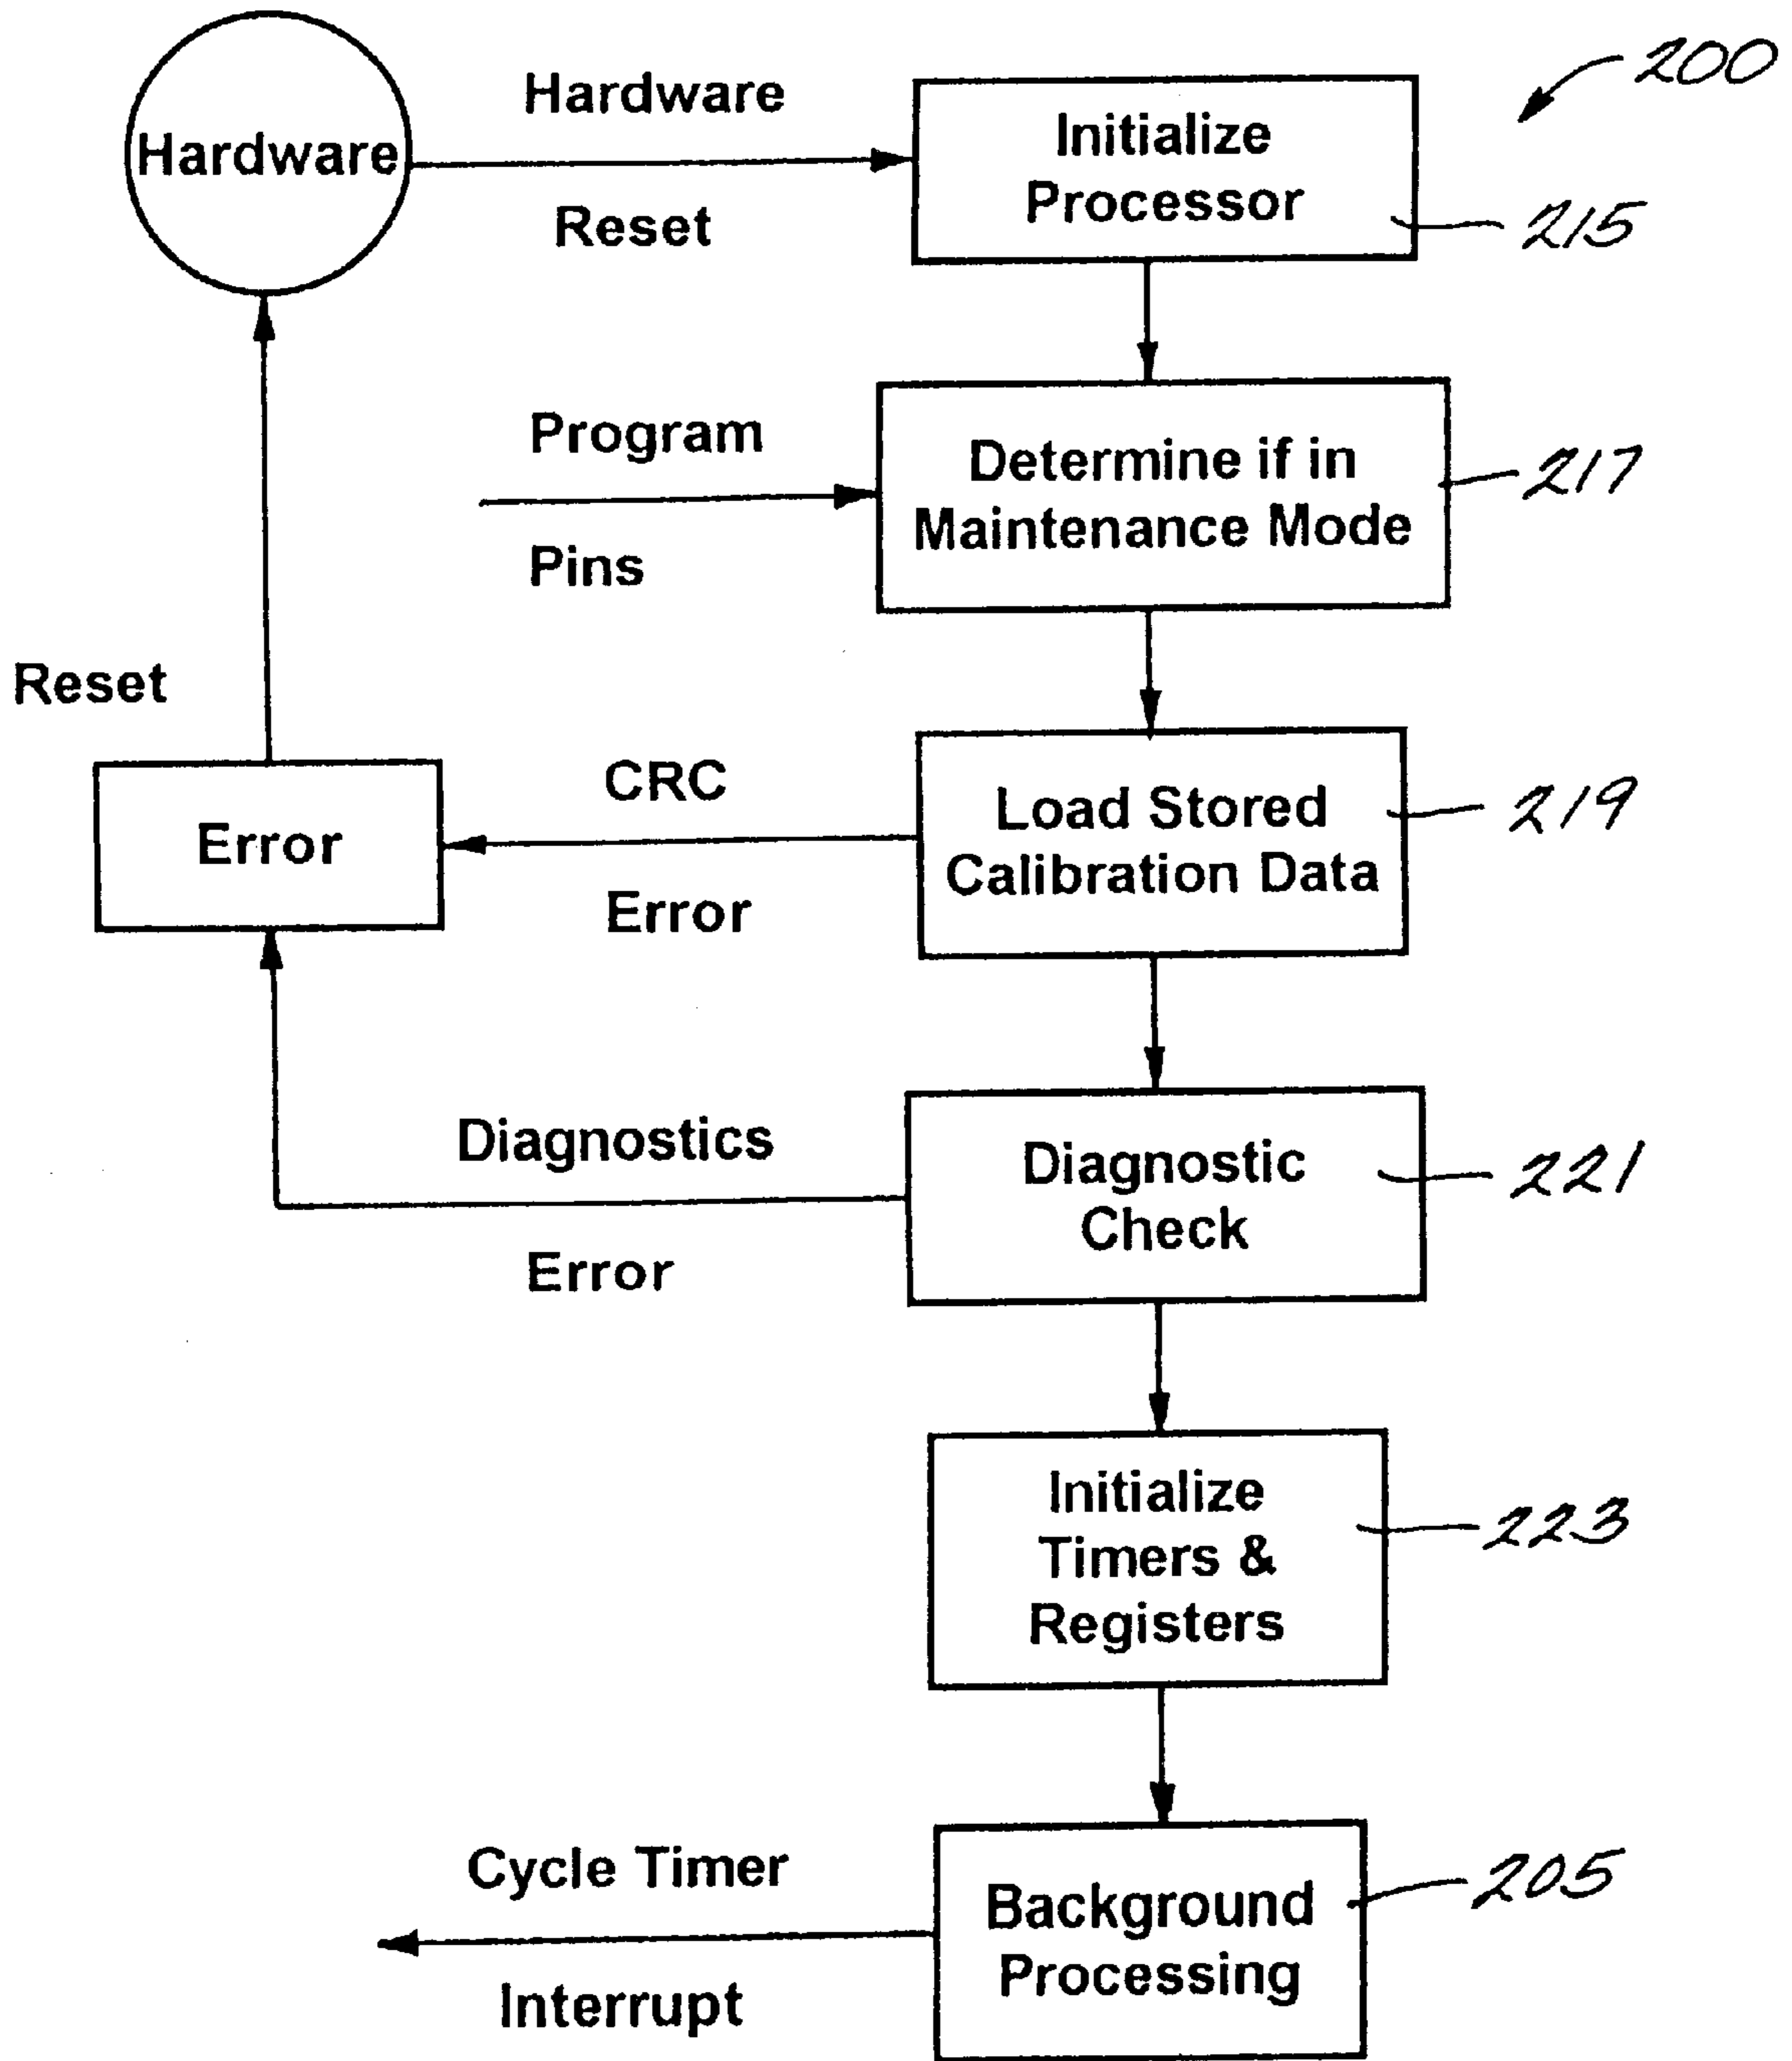 200
Hardware
Hardware
Reset
Initialize
Processor
215
Program
Pins
Determine if in
Maintenance Mode
217
Reset
Error
CRC
Error
Load Stored
Calibration Data
219
Diagnostics
Error
Diagnostic
Check
221
Initialize
Timers &
Registers
223
Cycle Timer
Interrupt
Background
Processing
205